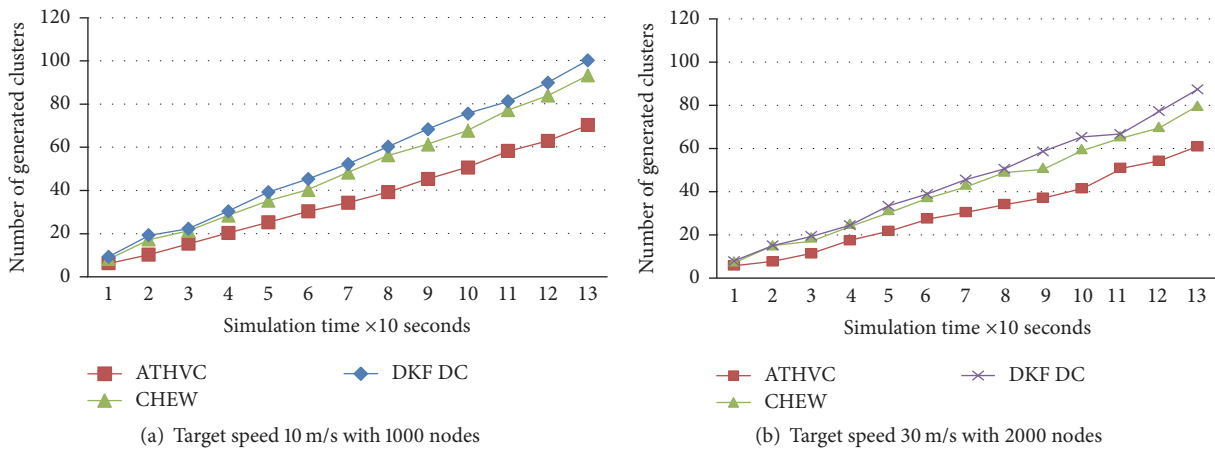 Number of generated clusters
120
100
80
60
40
20
0
1 2 3 4 5 6 7 8 9 10 11 12 13
Simulation time ×10 seconds
ATHVC
CHEW
DKF DC
(a) Target speed 10 m/s with 1000 nodes
Number of generated clusters
120
100
80
60
40
20
0
1 2 3 4 5 6 7 8 9 10 11 12 13
Simulation time ×10 seconds
ATHVC
CHEW
DKF DC
(b) Target speed 30 m/s with 2000 nodes